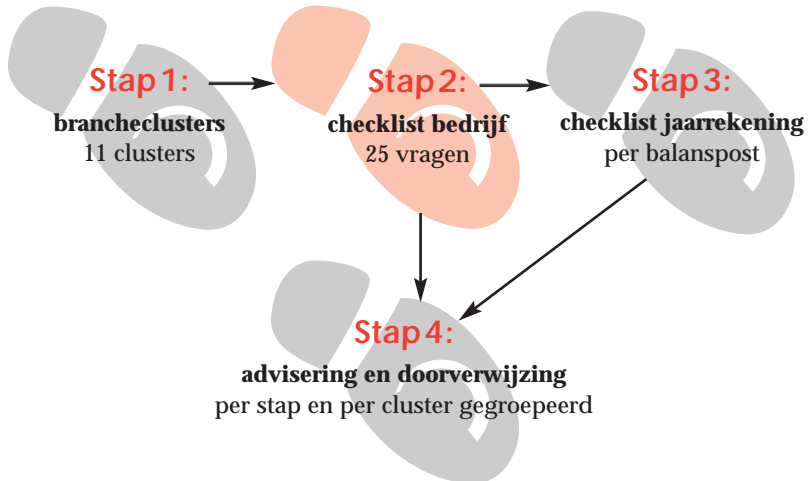 Stap 1:
brancheclusters
11 clusters
Stap 2:
checklist bedrijf
25 vragen
Stap 3:
checklist jaarrekening
per balanspost
Stap 4:
advisering en doorverwijzing
per stap en per cluster gegroepeerd